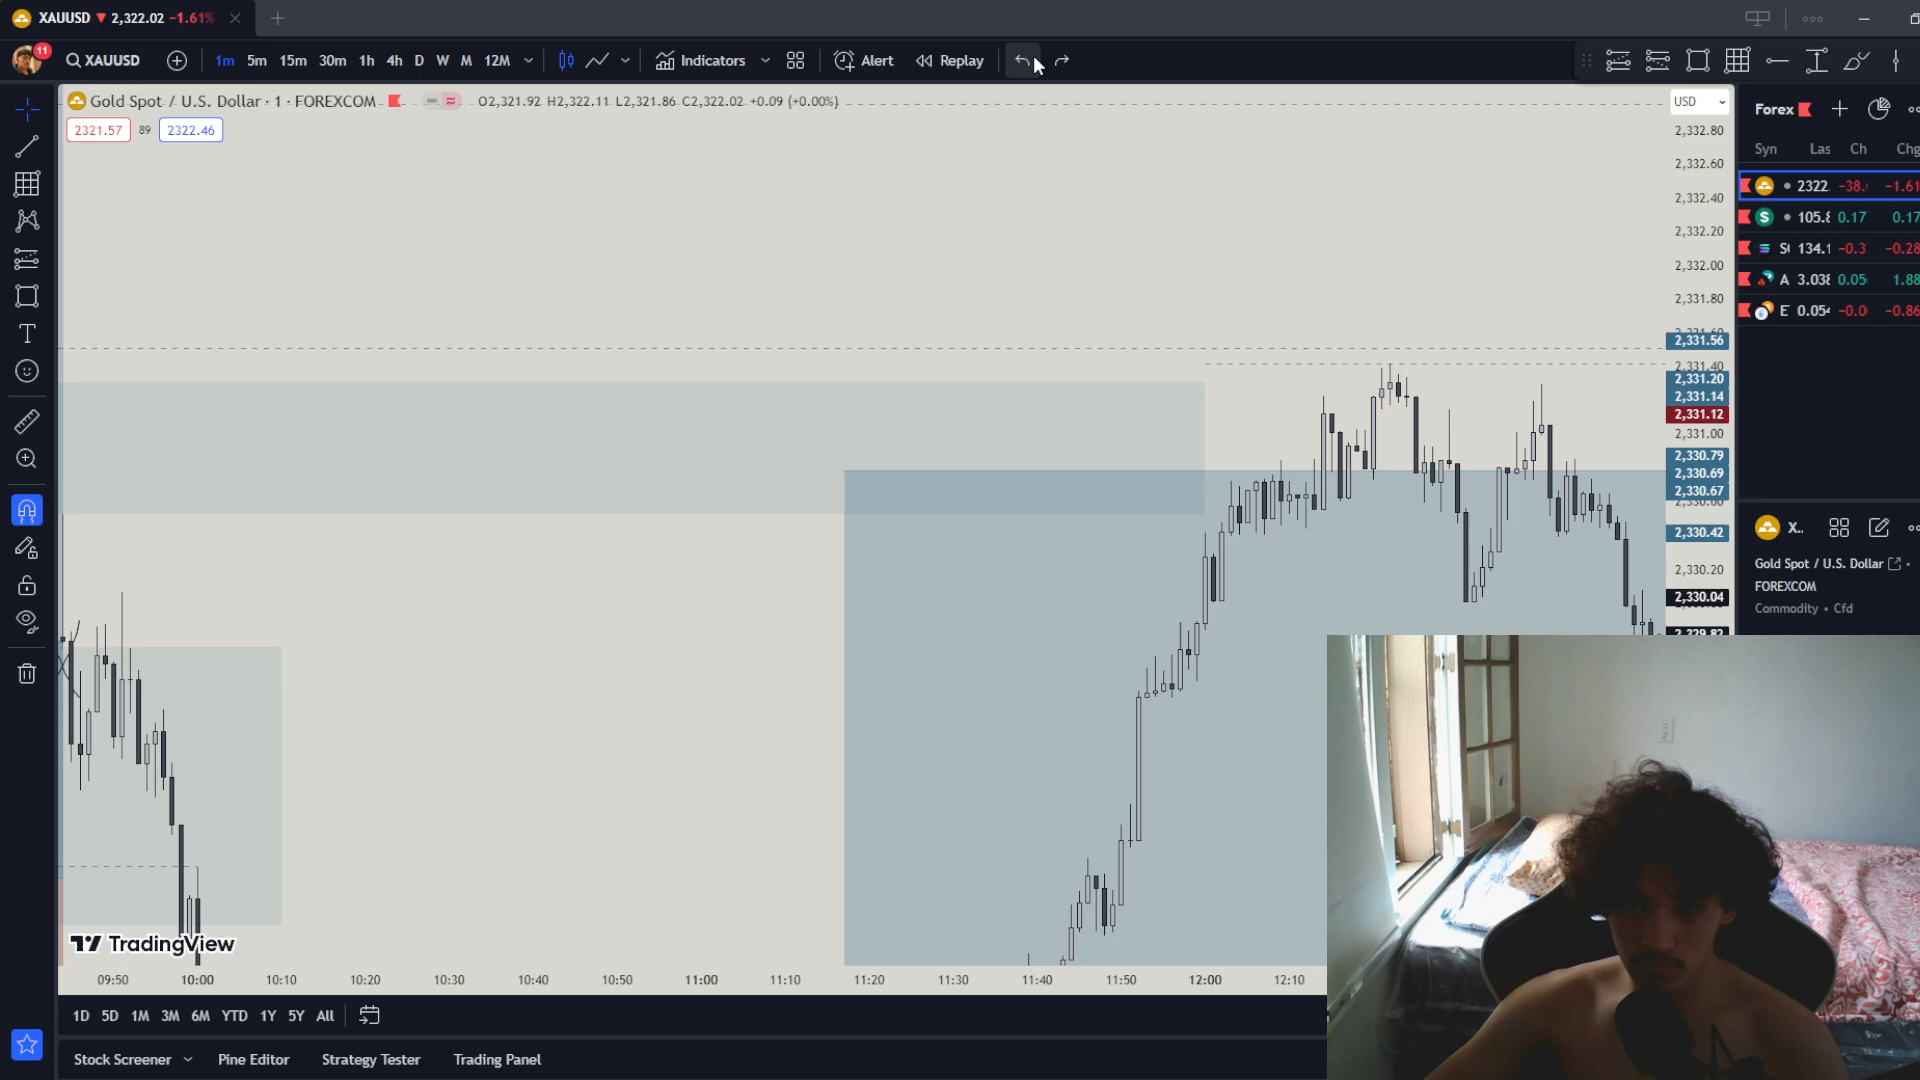 XAUUSD ▼ 2,322.02 −1.61%
11
XAUUSD
1m 5m 15m 30m 1h 4h D W M 12M
Indicators
Alert
Replay
Gold Spot / U.S. Dollar · 1 · FOREXCOM
O2,321.92 H2,322.11 L2,321.86 C2,322.02 +0.09 (+0.00%)
2321.57 89 2322.46
USD
2,332.80
2,332.60
2,332.40
2,332.20
2,332.00
2,331.80
2,331.56
2,331.40
2,331.20
2,331.14
2,331.12
2,331.00
2,330.79
2,330.69
2,330.67
2,330.42
2,330.20
2,330.04
Forex
Syn Las Ch Chg
2322. −38. −1.61
105.8 0.17 0.17
134.1 −0.3 −0.28
A 3.038 0.05 1.88
0.054 −0.0 −0.86
X..
Gold Spot / U.S. Dollar
FOREXCOM
Commodity • Cfd
TradingView
09:50 10:00 10:10 10:20 10:30 10:40 10:50 11:00 11:10 11:20 11:30 11:40 11:50 12:00 12:10
1D 5D 1M 3M 6M YTD 1Y 5Y All
Stock Screener Pine Editor Strategy Tester Trading Panel